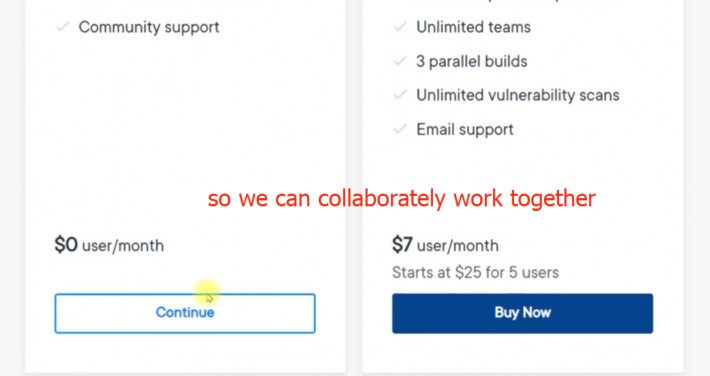 Community support
$0 user/month
Continue
Unlimited teams
3 parallel builds
Unlimited vulnerability scans
Email support
$7 user/month
Starts at $25 for 5 users
Buy Now
so we can collaborately work together